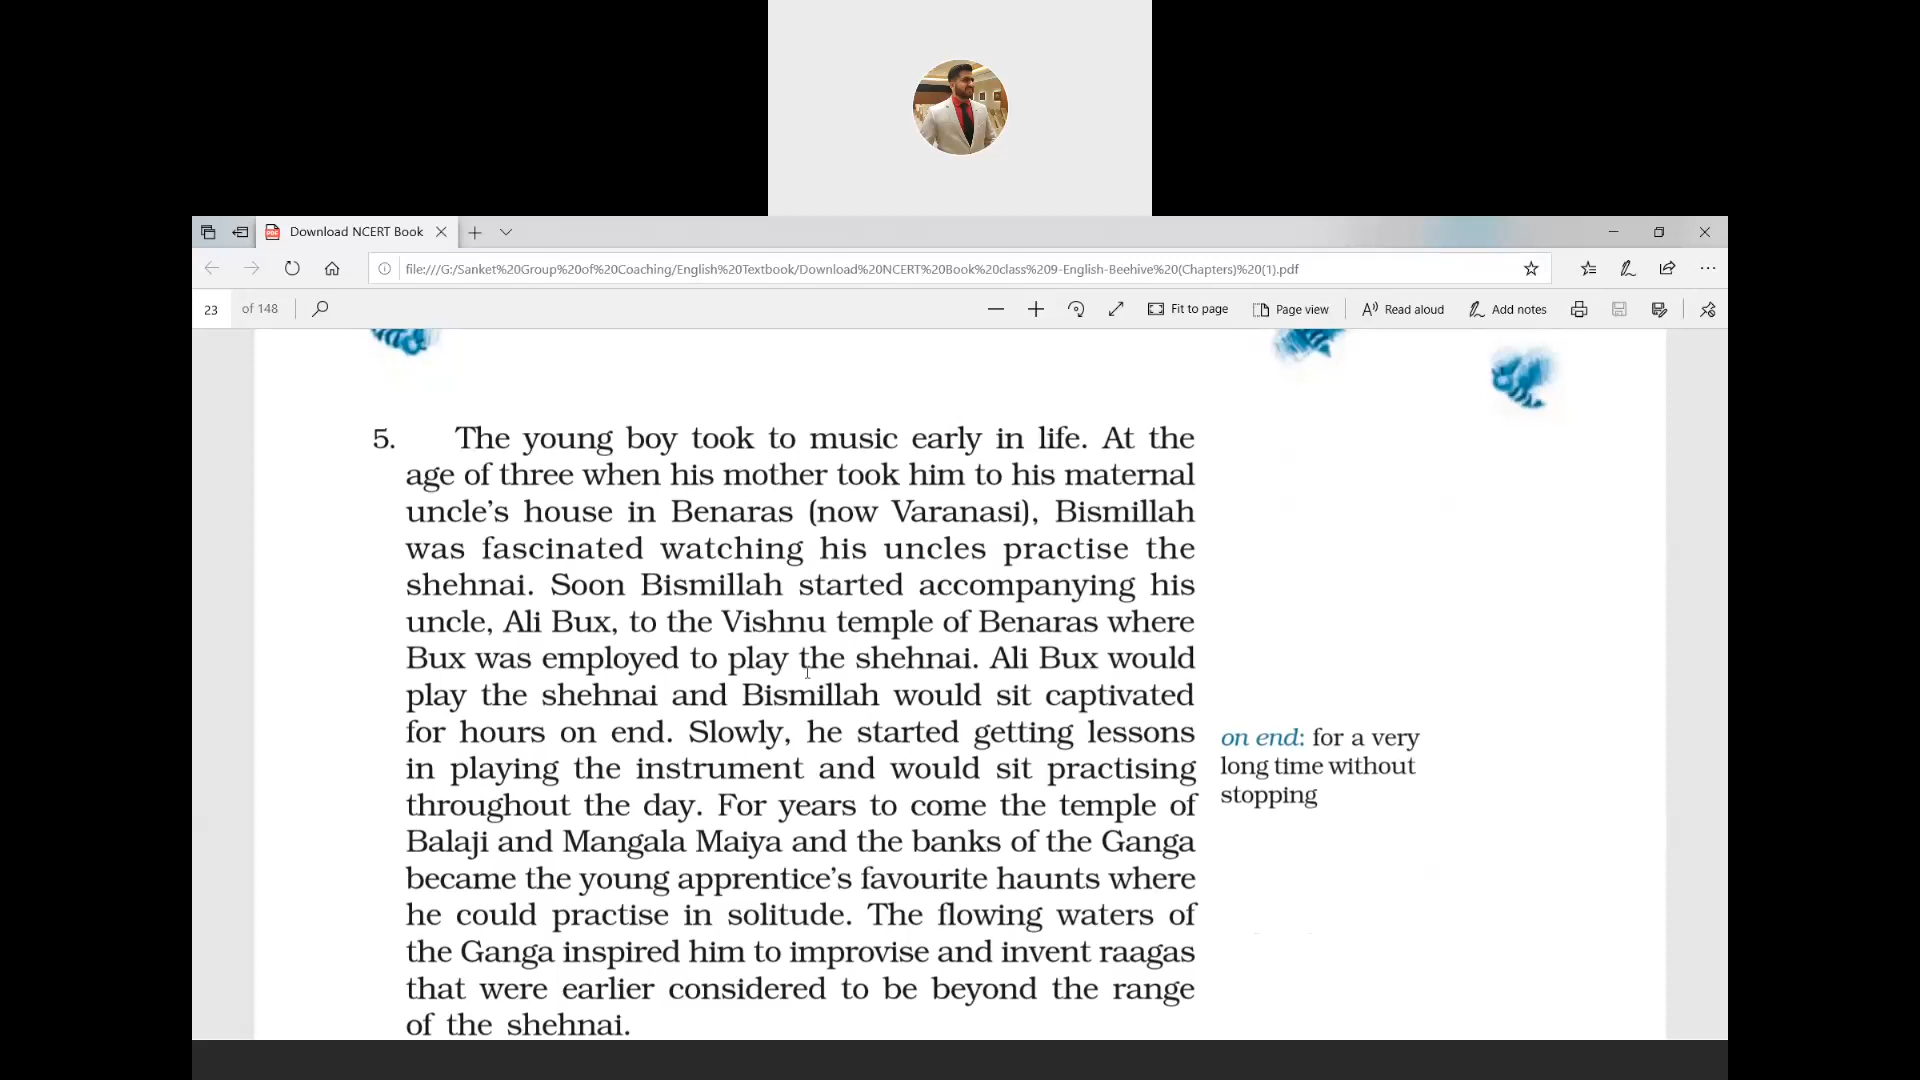 Download NCERT Book
file:///G:/Sanket%20Group%20of%20Coaching/English%20Textbook/Download%20NCERT%20Book%20class%209-English-Beehive%20(Chapters)%20(1).pdf
23 of 148 Fit to page Page view Read aloud Add notes
5. The young boy took to music early in life. At the
age of three when his mother took him to his maternal
uncle's house in Benaras (now Varanasi), Bismillah
was fascinated watching his uncles practise the
shehnai. Soon Bismillah started accompanying his
uncle, Ali Bux, to the Vishnu temple of Benaras where
Bux was employed to play the shehnai. Ali Bux would
play the shehnai and Bismillah would sit captivated
for hours on end. Slowly, he started getting lessons
in playing the instrument and would sit practising
throughout the day. For years to come the temple of
Balaji and Mangala Maiya and the banks of the Ganga
became the young apprentice's favourite haunts where
he could practise in solitude. The flowing waters of
the Ganga inspired him to improvise and invent raagas
that were earlier considered to be beyond the range
of the shehnai.
on end: for a very
long time without
stopping